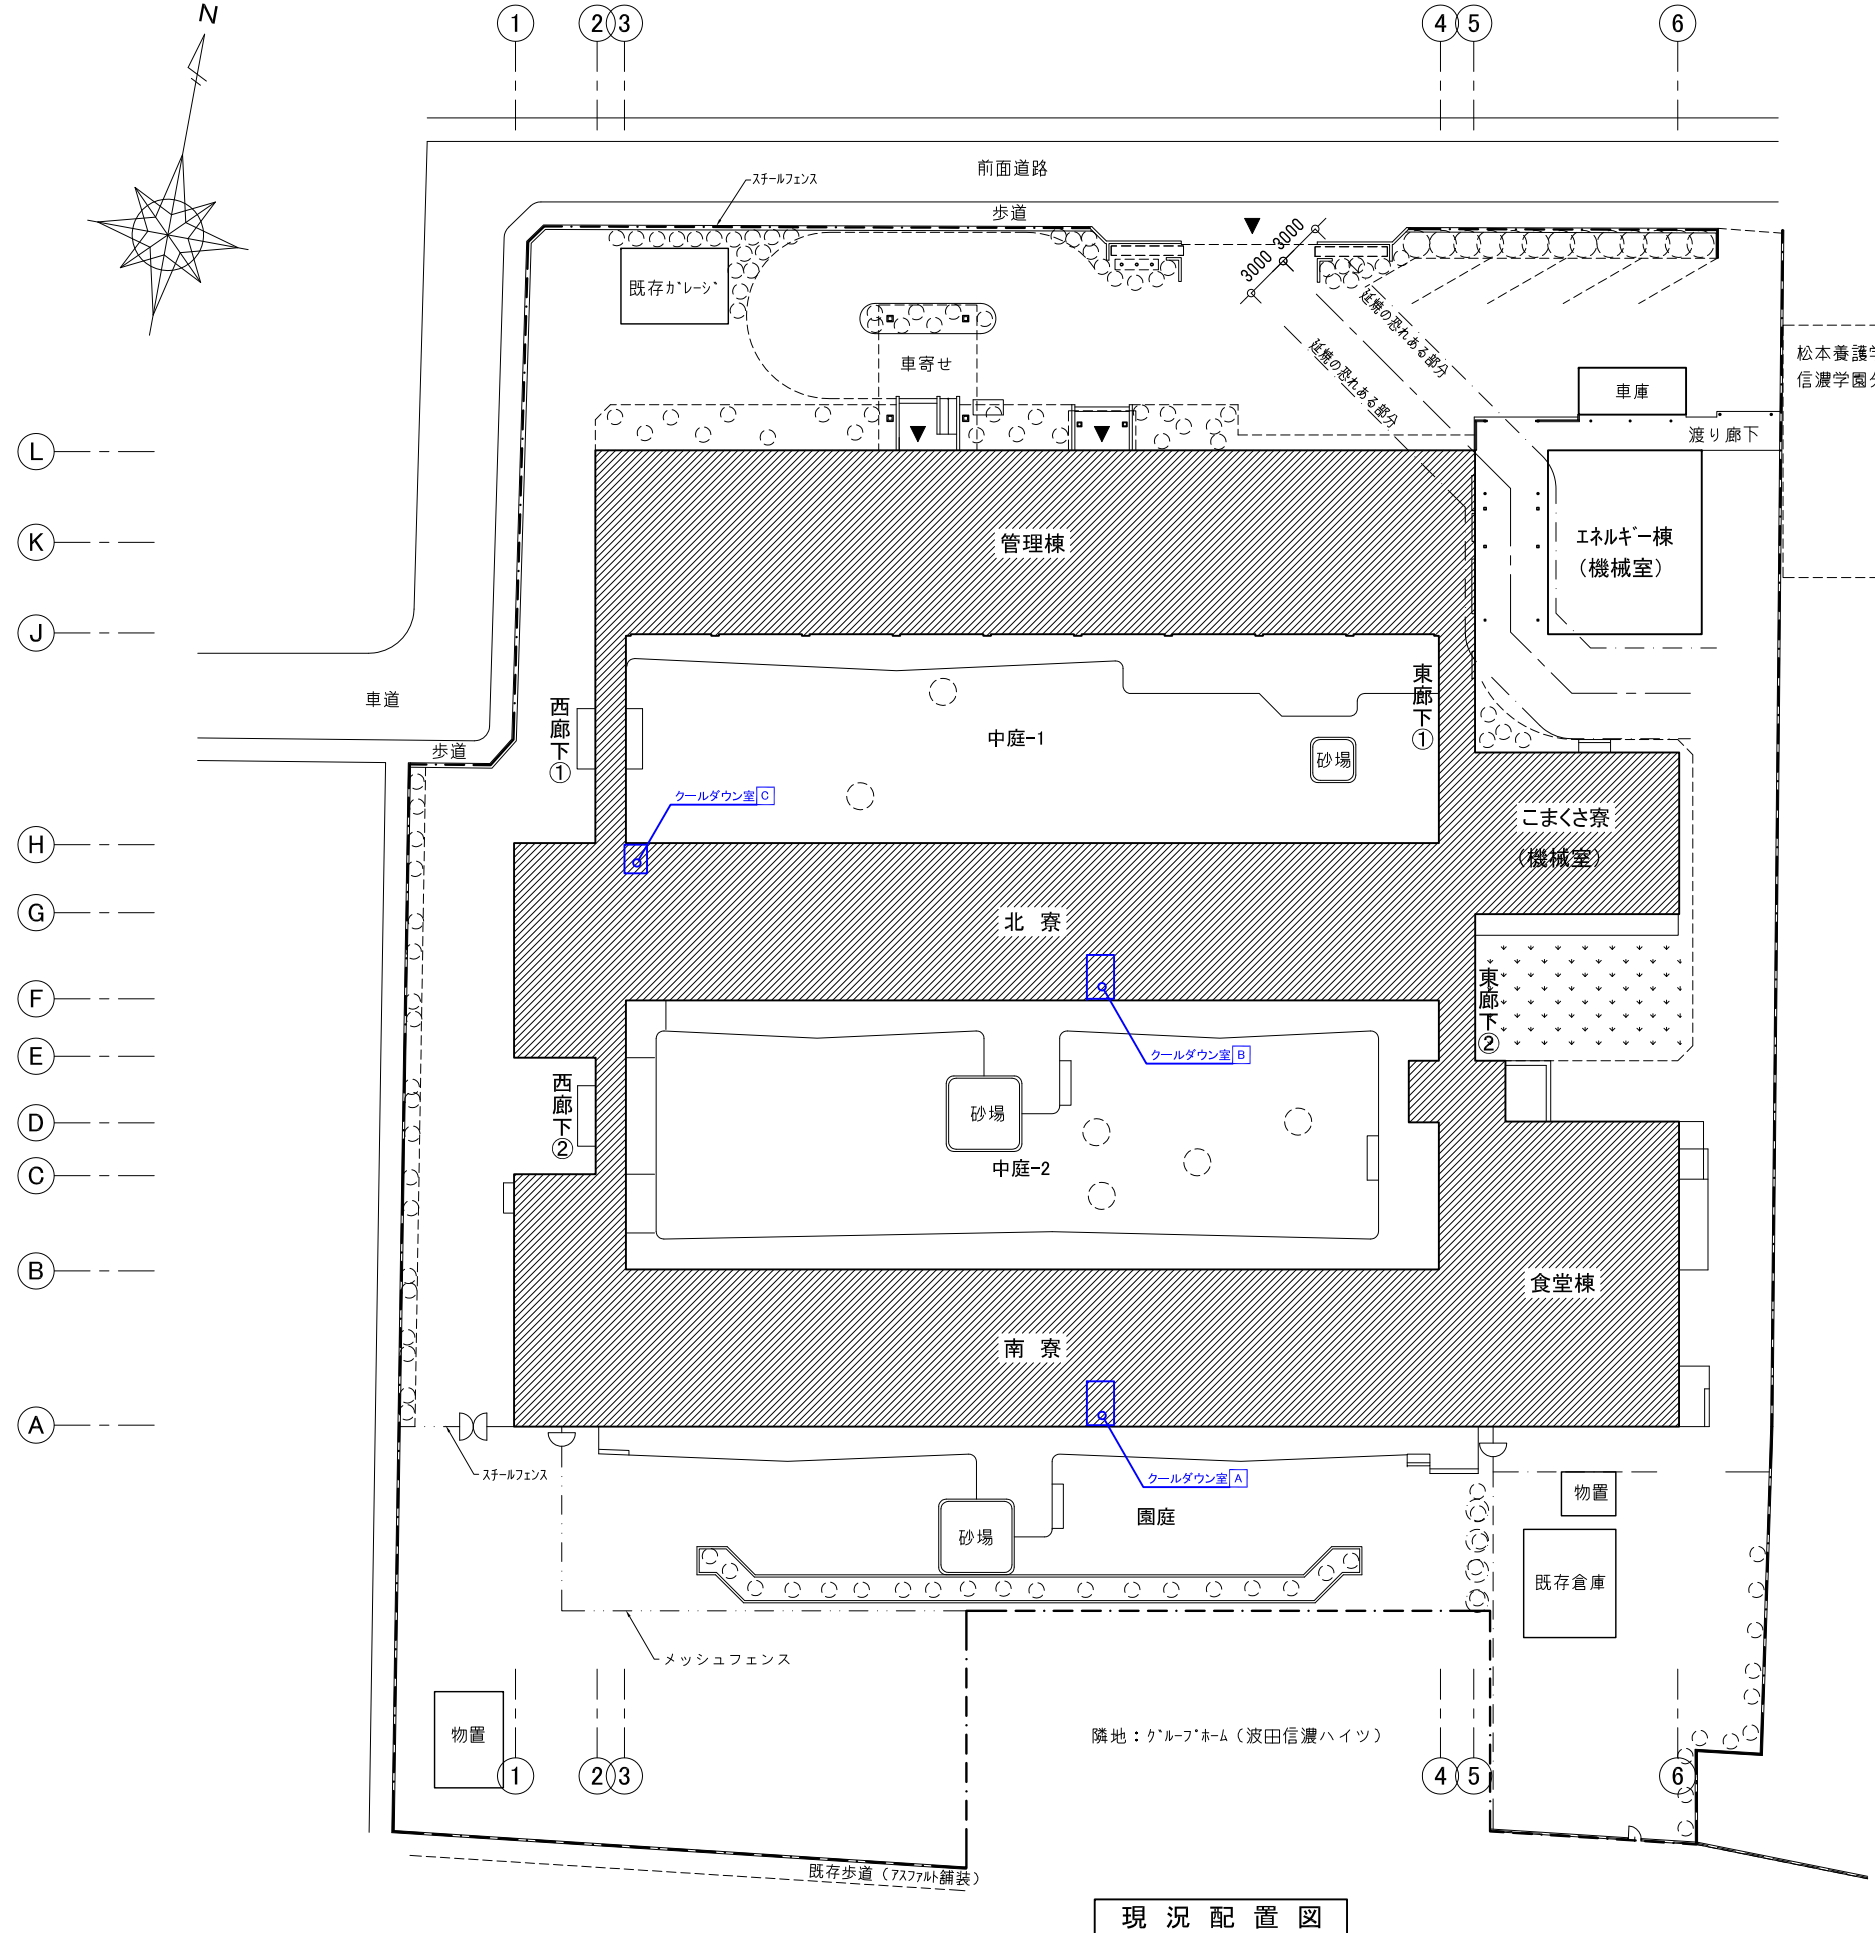 N
① ② ③ ④ ⑤ ⑥
前面道路
スチールフェンス
歩道
3000 3000
既存ガレージ
延焼の恐れある部分
延焼の恐れある部分
車寄せ
車庫
松本養護
信濃学園
渡り廊下
L
K
管理棟
エネルギー棟
(機械室)
J
車道
歩道
西廊下①
東廊下①
中庭-1
砂場
クールダウン室 C
こまくさ寮
(機械室)
H
G
北 寮
F
東廊下②
E
クールダウン室 B
西廊下②
砂場
D
中庭-2
C
B
食堂棟
南 寮
A
スチールフェンス
クールダウン室 A
園庭
砂場
物置
既存倉庫
メッシュフェンス
物置
隣地：グループホーム（波田信濃ハイツ）
① ② ③ ④ ⑤ ⑥
既存歩道（アスファルト舗装）
現況配置図